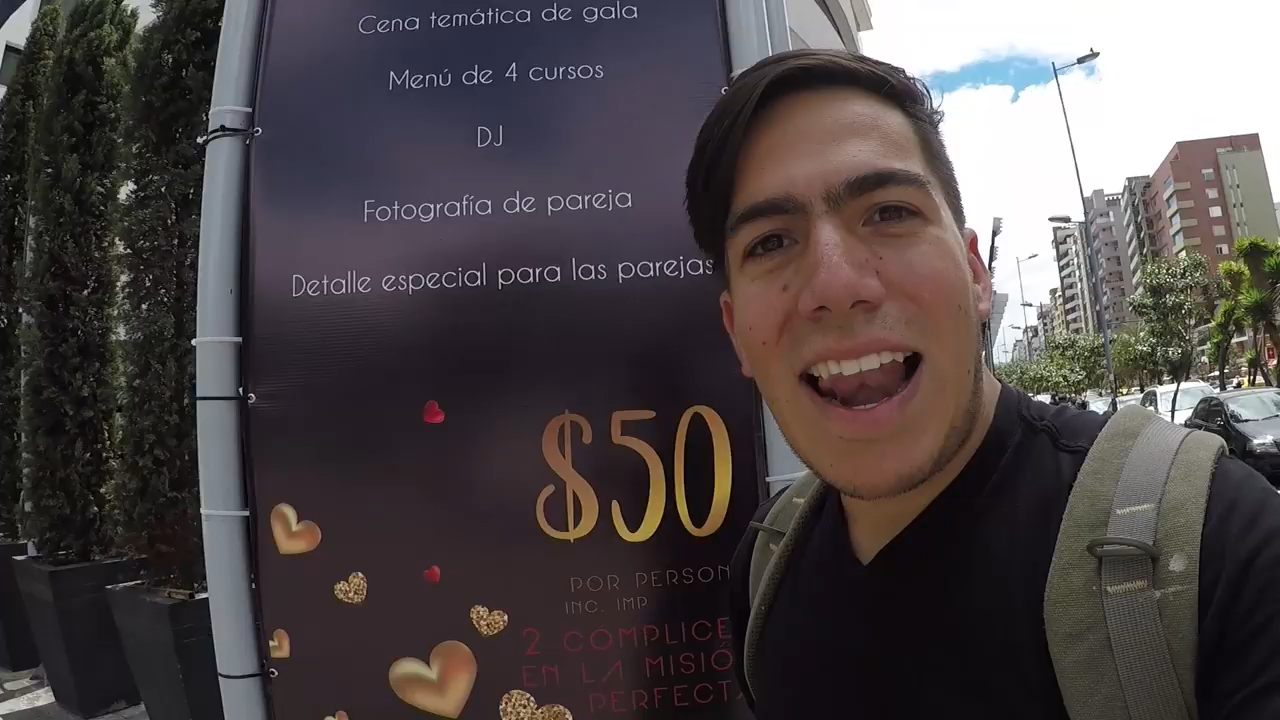 Cena temática de gala
Menú de 4 cursos
DJ
Fotografía de pareja
Detalle especial para las parejas
$50
POR PERSON
INC. IMP
2 COMPLICE
EN LA MISIÓ
PERFECT